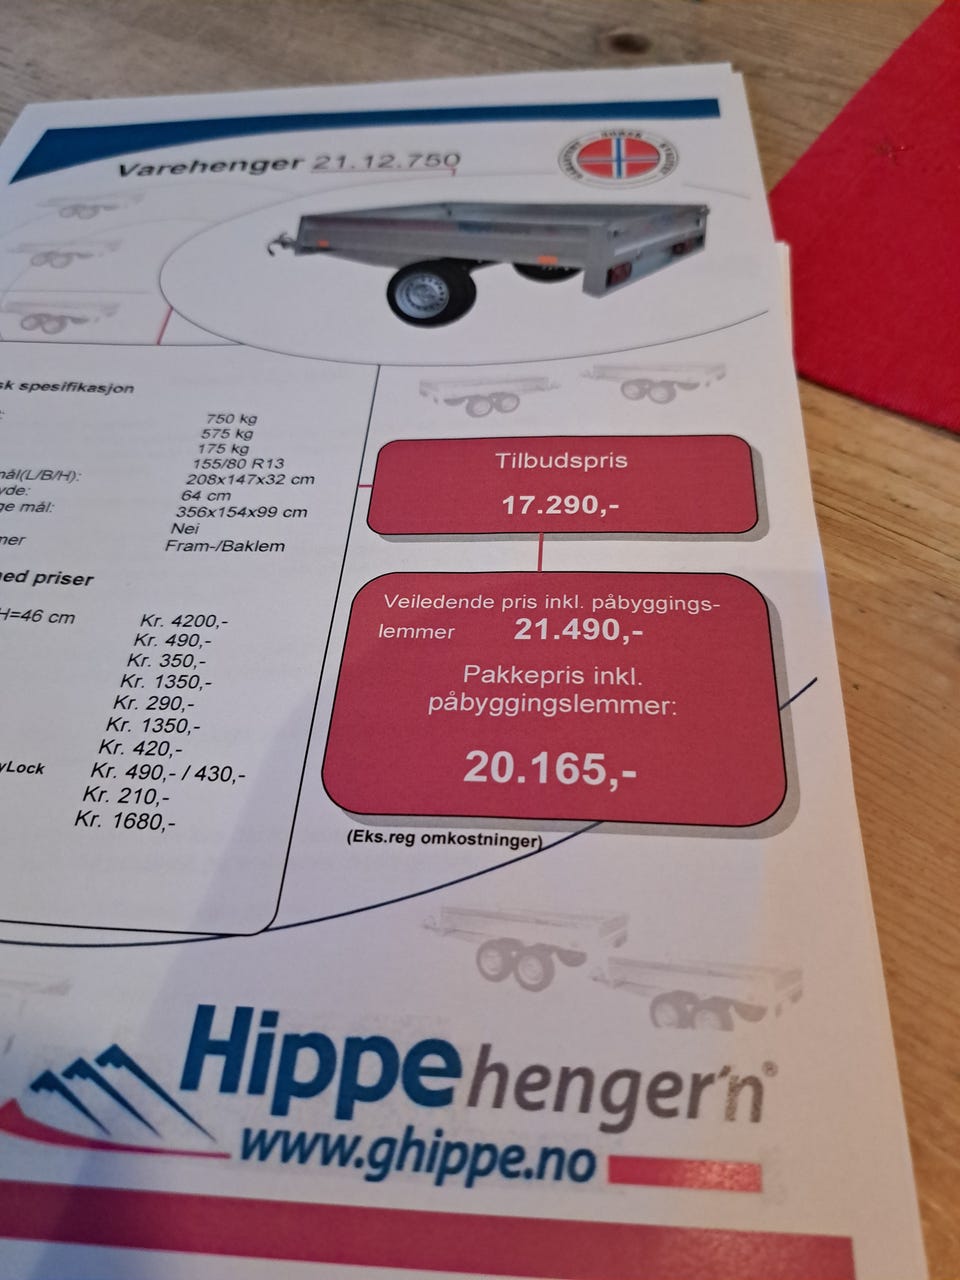 Varehenger 21.12.750
NORSK
sk spesifikasjon
750 kg
575 kg
175 kg
155/80 R13
mål(L/B/H): 208x147x32 cm
yde: 64 cm
ge mål: 356x154x99 cm
Nei
mer Fram-/Baklem
ed priser
H=46 cm Kr. 4200,-
Kr. 490,-
Kr. 350,-
Kr. 1350,-
Kr. 290,-
Kr. 1350,-
Kr. 420,-
yLock Kr. 490,- / 430,-
Kr. 210,-
Kr. 1680,-
Tilbudspris
17.290,-
Veiledende pris inkl. påbyggings-
lemmer 21.490,-
Pakkepris inkl.
påbyggingslemmer:
20.165,-
(Eks.reg omkostninger)
Hippehenger'n®
www.ghippe.no